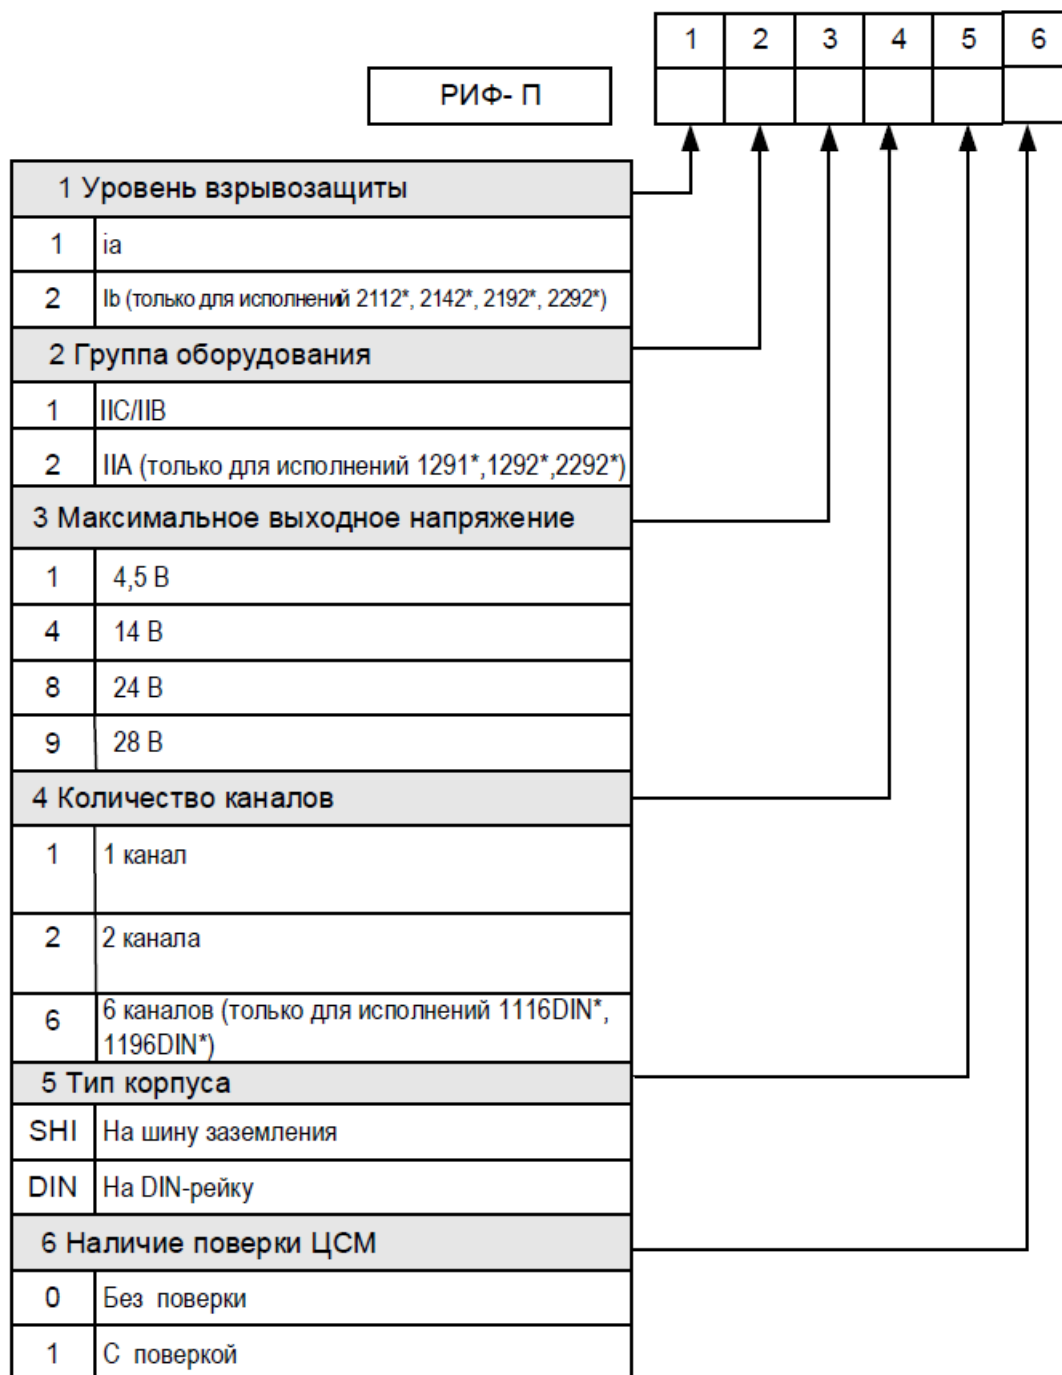 1 2 3 4 5 6
РИФ- П
1 Уровень взрывозащиты
1 ia
2 Ib (только для исполнений 2112*, 2142*, 2192*, 2292*)
2 Группа оборудования
1 IIC/IIB
2 IIA (только для исполнений 1291*,1292*,2292*)
3 Максимальное выходное напряжение
1 4,5 В
4 14 В
8 24 В
9 28 В
4 Количество каналов
1 1 канал
2 2 канала
6 6 каналов (только для исполнений 1116DIN*,
1196DIN*)
5 Тип корпуса
SHI На шину заземления
DIN На DIN-рейку
6 Наличие поверки ЦСМ
0 Без поверки
1 С поверкой